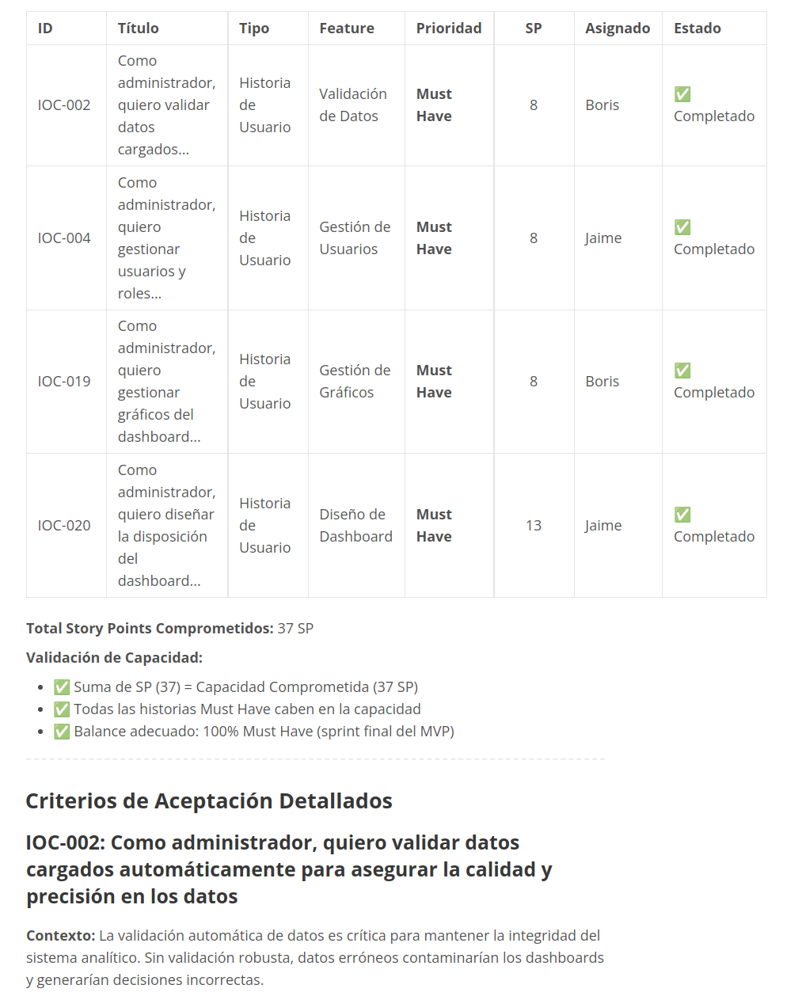 ID Título Tipo Feature Prioridad SP Asignado Estado
IOC-002 Como administrador, quiero validar datos cargados... Historia de Usuario Validación de Datos Must Have 8 Boris ✅ Completado
IOC-004 Como administrador, quiero gestionar usuarios y roles... Historia de Usuario Gestión de Usuarios Must Have 8 Jaime ✅ Completado
IOC-019 Como administrador, quiero gestionar gráficos del dashboard... Historia de Usuario Gestión de Gráficos Must Have 8 Boris ✅ Completado
IOC-020 Como administrador, quiero diseñar la disposición del dashboard... Historia de Usuario Diseño de Dashboard Must Have 13 Jaime ✅ Completado
Total Story Points Comprometidos: 37 SP
Validación de Capacidad:
• ✅ Suma de SP (37) = Capacidad Comprometida (37 SP)
• ✅ Todas las historias Must Have caben en la capacidad
• ✅ Balance adecuado: 100% Must Have (sprint final del MVP)
Criterios de Aceptación Detallados
IOC-002: Como administrador, quiero validar datos
cargados automáticamente para asegurar la calidad y
precisión en los datos
Contexto: La validación automática de datos es crítica para mantener la integridad del
sistema analítico. Sin validación robusta, datos erróneos contaminarían los dashboards
y generarían decisiones incorrectas.